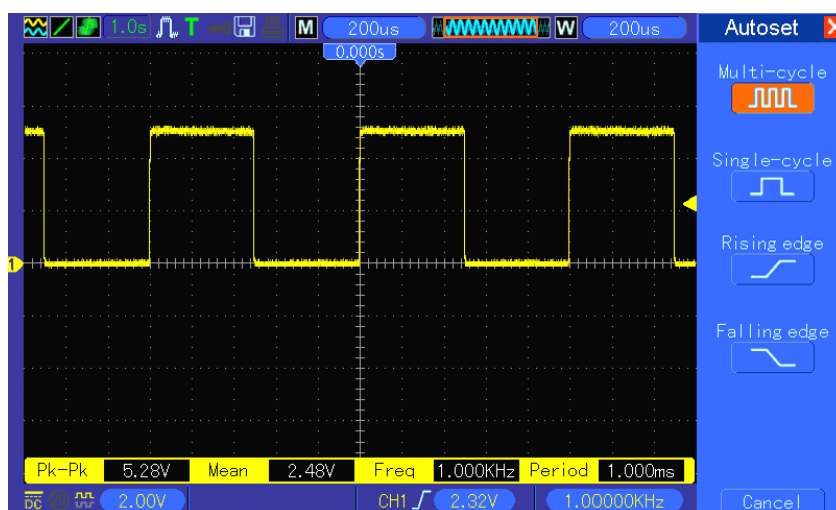 1.0s T M 200us W 200us Autoset
0.000s
Multi-cycle
Single-cycle
Rising edge
Falling edge
1
Pk-Pk 5.28V Mean 2.48V Freq 1.000KHz Period 1.000ms
DC 2.00V CH1 2.32V 1.00000KHz Cancel